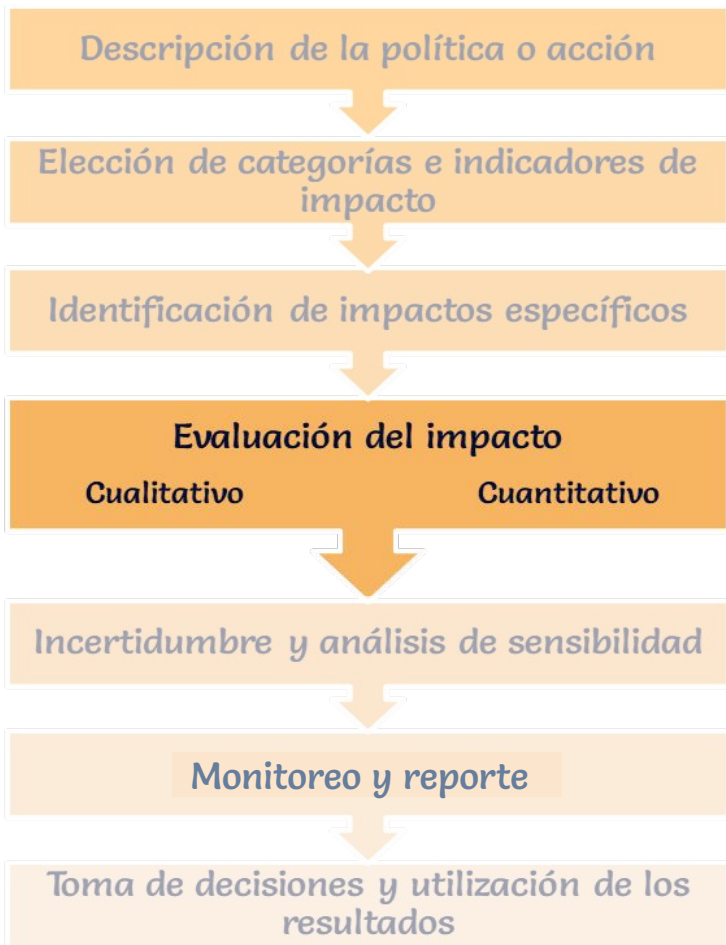 Descripción de la política o acción
Elección de categorías e indicadores de
impacto
Identificación de impactos específicos
Evaluación del impacto
Cualitativo Cuantitativo
Incertidumbre y análisis de sensibilidad
Monitoreo y reporte
Toma de decisiones y utilización de los
resultados